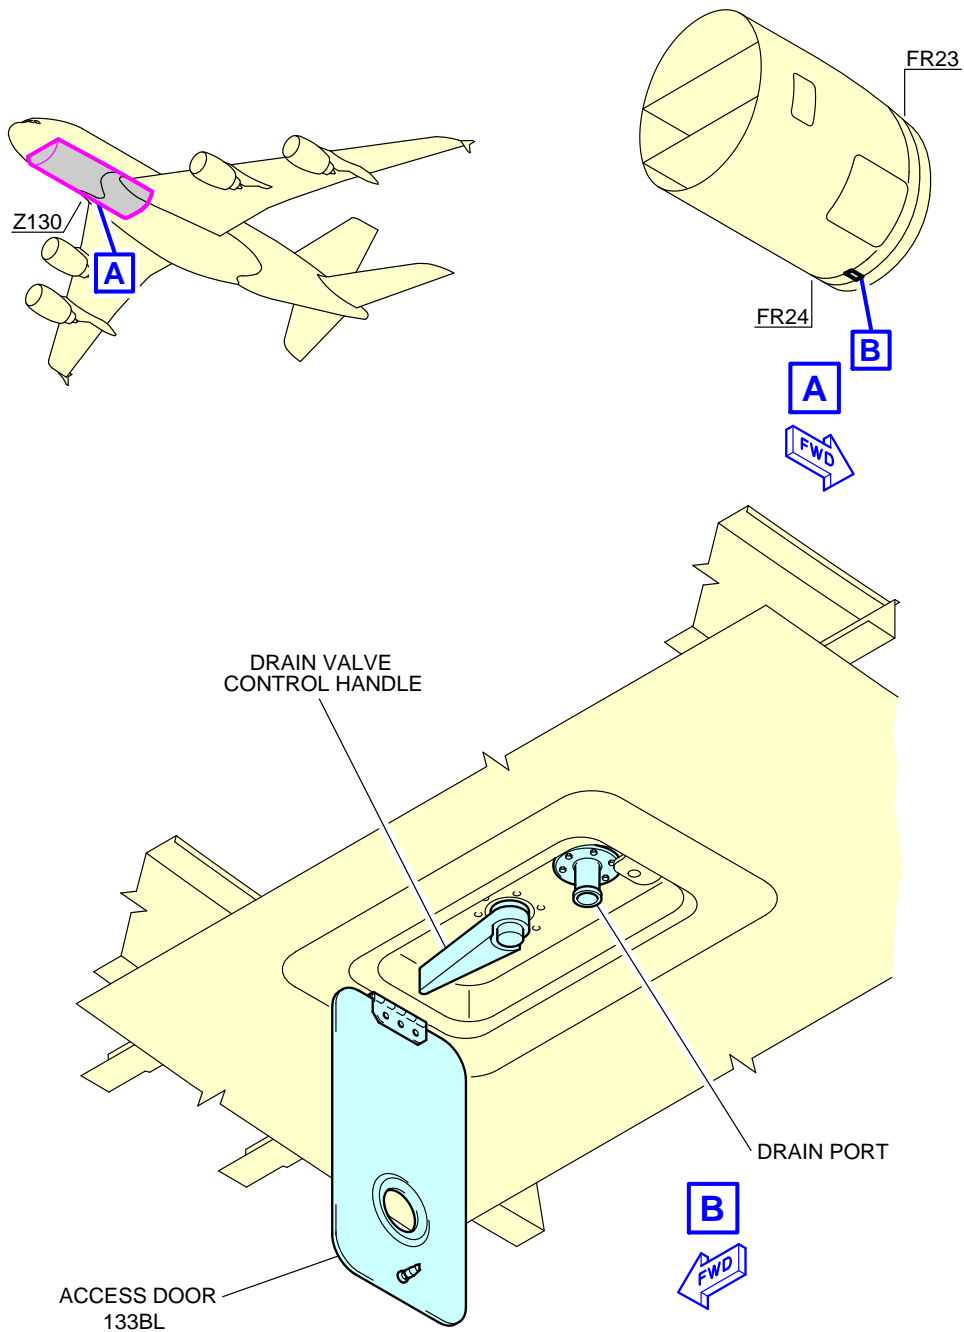 FR23
Z130
A
FR24
B
A
FWD
DRAIN VALVE
CONTROL HANDLE
DRAIN PORT
B
FWD
ACCESS DOOR
133BL